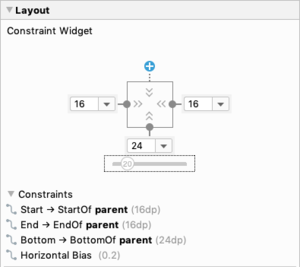 Layout
Constraint Widget
16
16
24
20
Constraints
Start → StartOf parent (16dp)
End → EndOf parent (16dp)
Bottom → BottomOf parent (24dp)
Horizontal Bias (0.2)